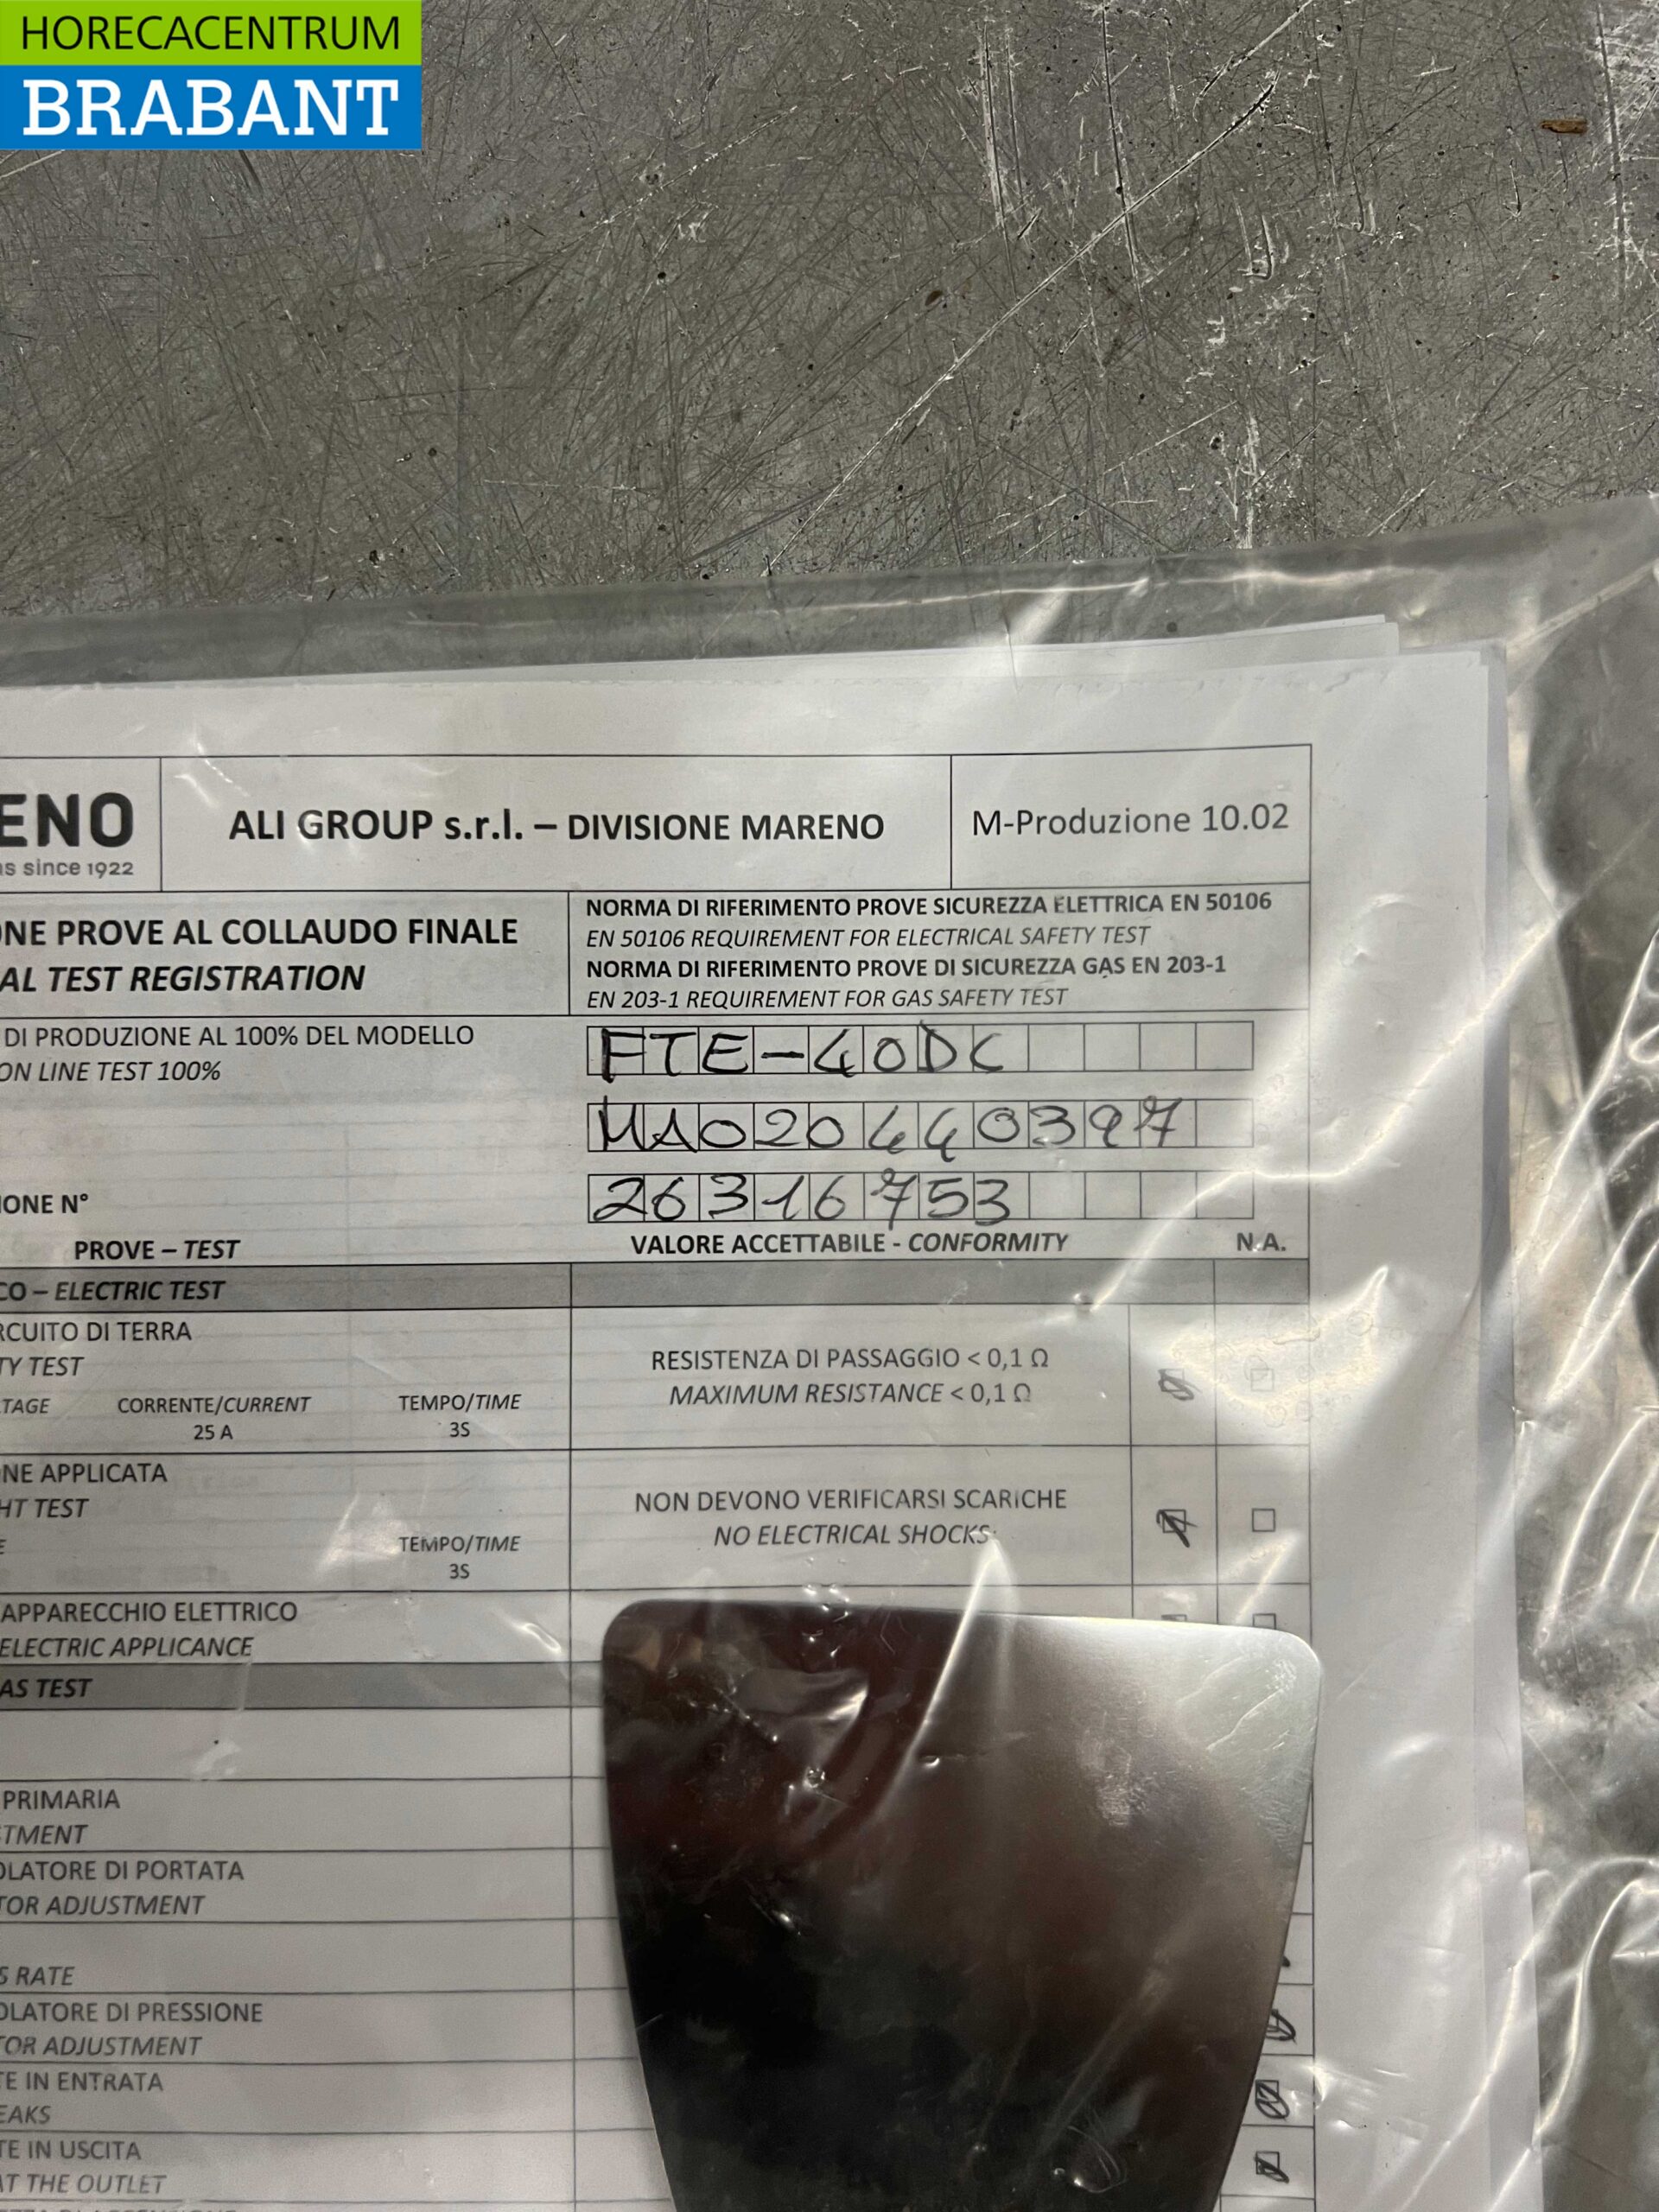 HORECACENTRUM
BRABANT
ENO
s since 1922
ALI GROUP s.r.l. – DIVISIONE MARENO
M-Produzione 10.02
ONE PROVE AL COLLAUDO FINALE
AL TEST REGISTRATION
NORMA DI RIFERIMENTO PROVE SICUREZZA ELETTRICA EN 50106
EN 50106 REQUIREMENT FOR ELECTRICAL SAFETY TEST
NORMA DI RIFERIMENTO PROVE DI SICUREZZA GAS EN 203-1
EN 203-1 REQUIREMENT FOR GAS SAFETY TEST
DI PRODUZIONE AL 100% DEL MODELLO
ON LINE TEST 100%
FTE-40DC
MA020440397
IONE N° 26316753
PROVE – TEST
VALORE ACCETTABILE - CONFORMITY
N.A.
CO – ELECTRIC TEST
RCUITO DI TERRA
TY TEST
TAGE CORRENTE/CURRENT TEMPO/TIME
25 A 3S
RESISTENZA DI PASSAGGIO < 0,1 Ω
MAXIMUM RESISTANCE < 0,1 Ω
NE APPLICATA
HT TEST
E TEMPO/TIME
3S
NON DEVONO VERIFICARSI SCARICHE
NO ELECTRICAL SHOCKS
APPARECCHIO ELETTRICO
ELECTRIC APPLICANCE
AS TEST
PRIMARIA
STMENT
OLATORE DI PORTATA
TOR ADJUSTMENT
S RATE
OLATORE DI PRESSIONE
TOR ADJUSTMENT
TE IN ENTRATA
EAKS
TE IN USCITA
AT THE OUTLET